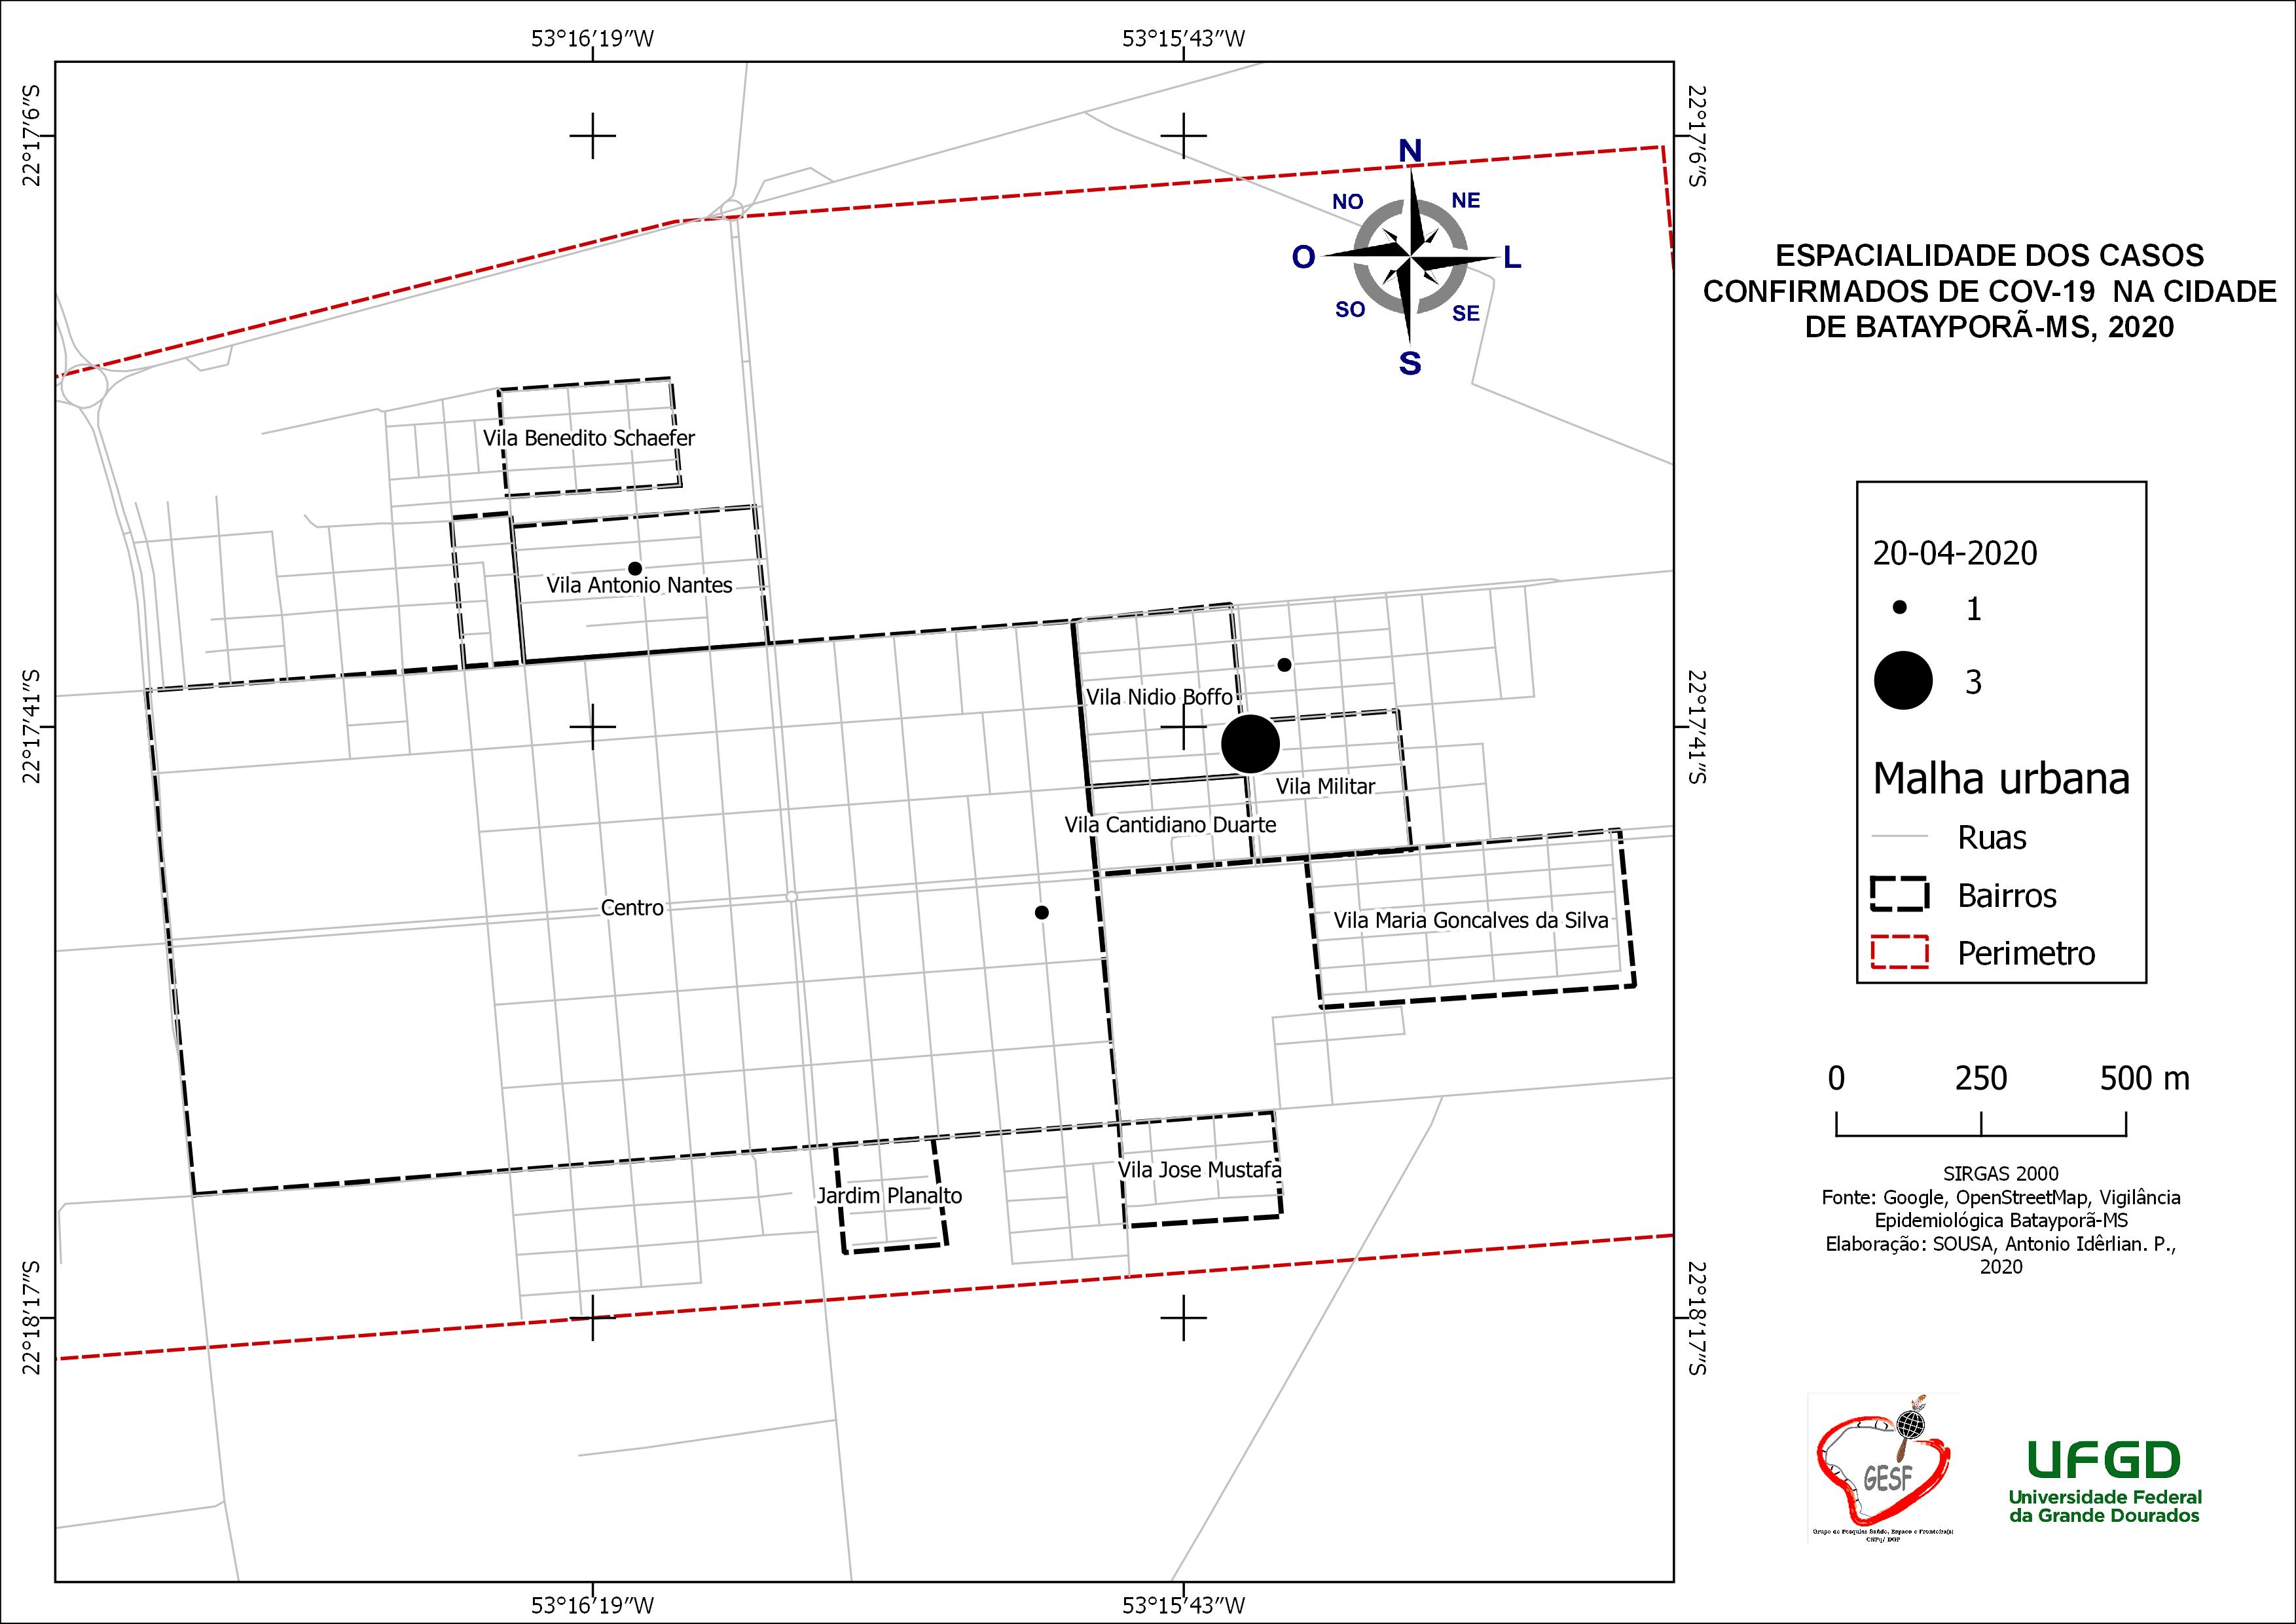 53°16'19"W
53°15'43"W
22°17'6"S
22°17'6"S
N
NO
NE
O
L
SO
SE
S
ESPACIALIDADE DOS CASOS
CONFIRMADOS DE COV-19 NA CIDADE
DE BATAYPORÃ-MS, 2020
Vila Benedito Schaefer
Vila Antonio Nantes
20-04-2020
1
3
Malha urbana
Ruas
Bairros
Perimetro
22°17'41"S
22°17'41"S
Vila Nidio Boffo
Vila Militar
Vila Cantidiano Duarte
Centro
Vila Maria Goncalves da Silva
Vila Jose Mustafa
Jardim Planalto
0 250 500 m
SIRGAS 2000
Fonte: Google, OpenStreetMap, Vigilância
Epidemiológica Batayporã-MS
Elaboração: SOUSA, Antonio Idêrlian. P.,
2020
22°18'17"S
22°18'17"S
GESF
Grupo de Pesquisa Saúde, Espaço e Fronteira(s)
CNPq/ DGP
UFGD
Universidade Federal
da Grande Dourados
53°16'19"W
53°15'43"W